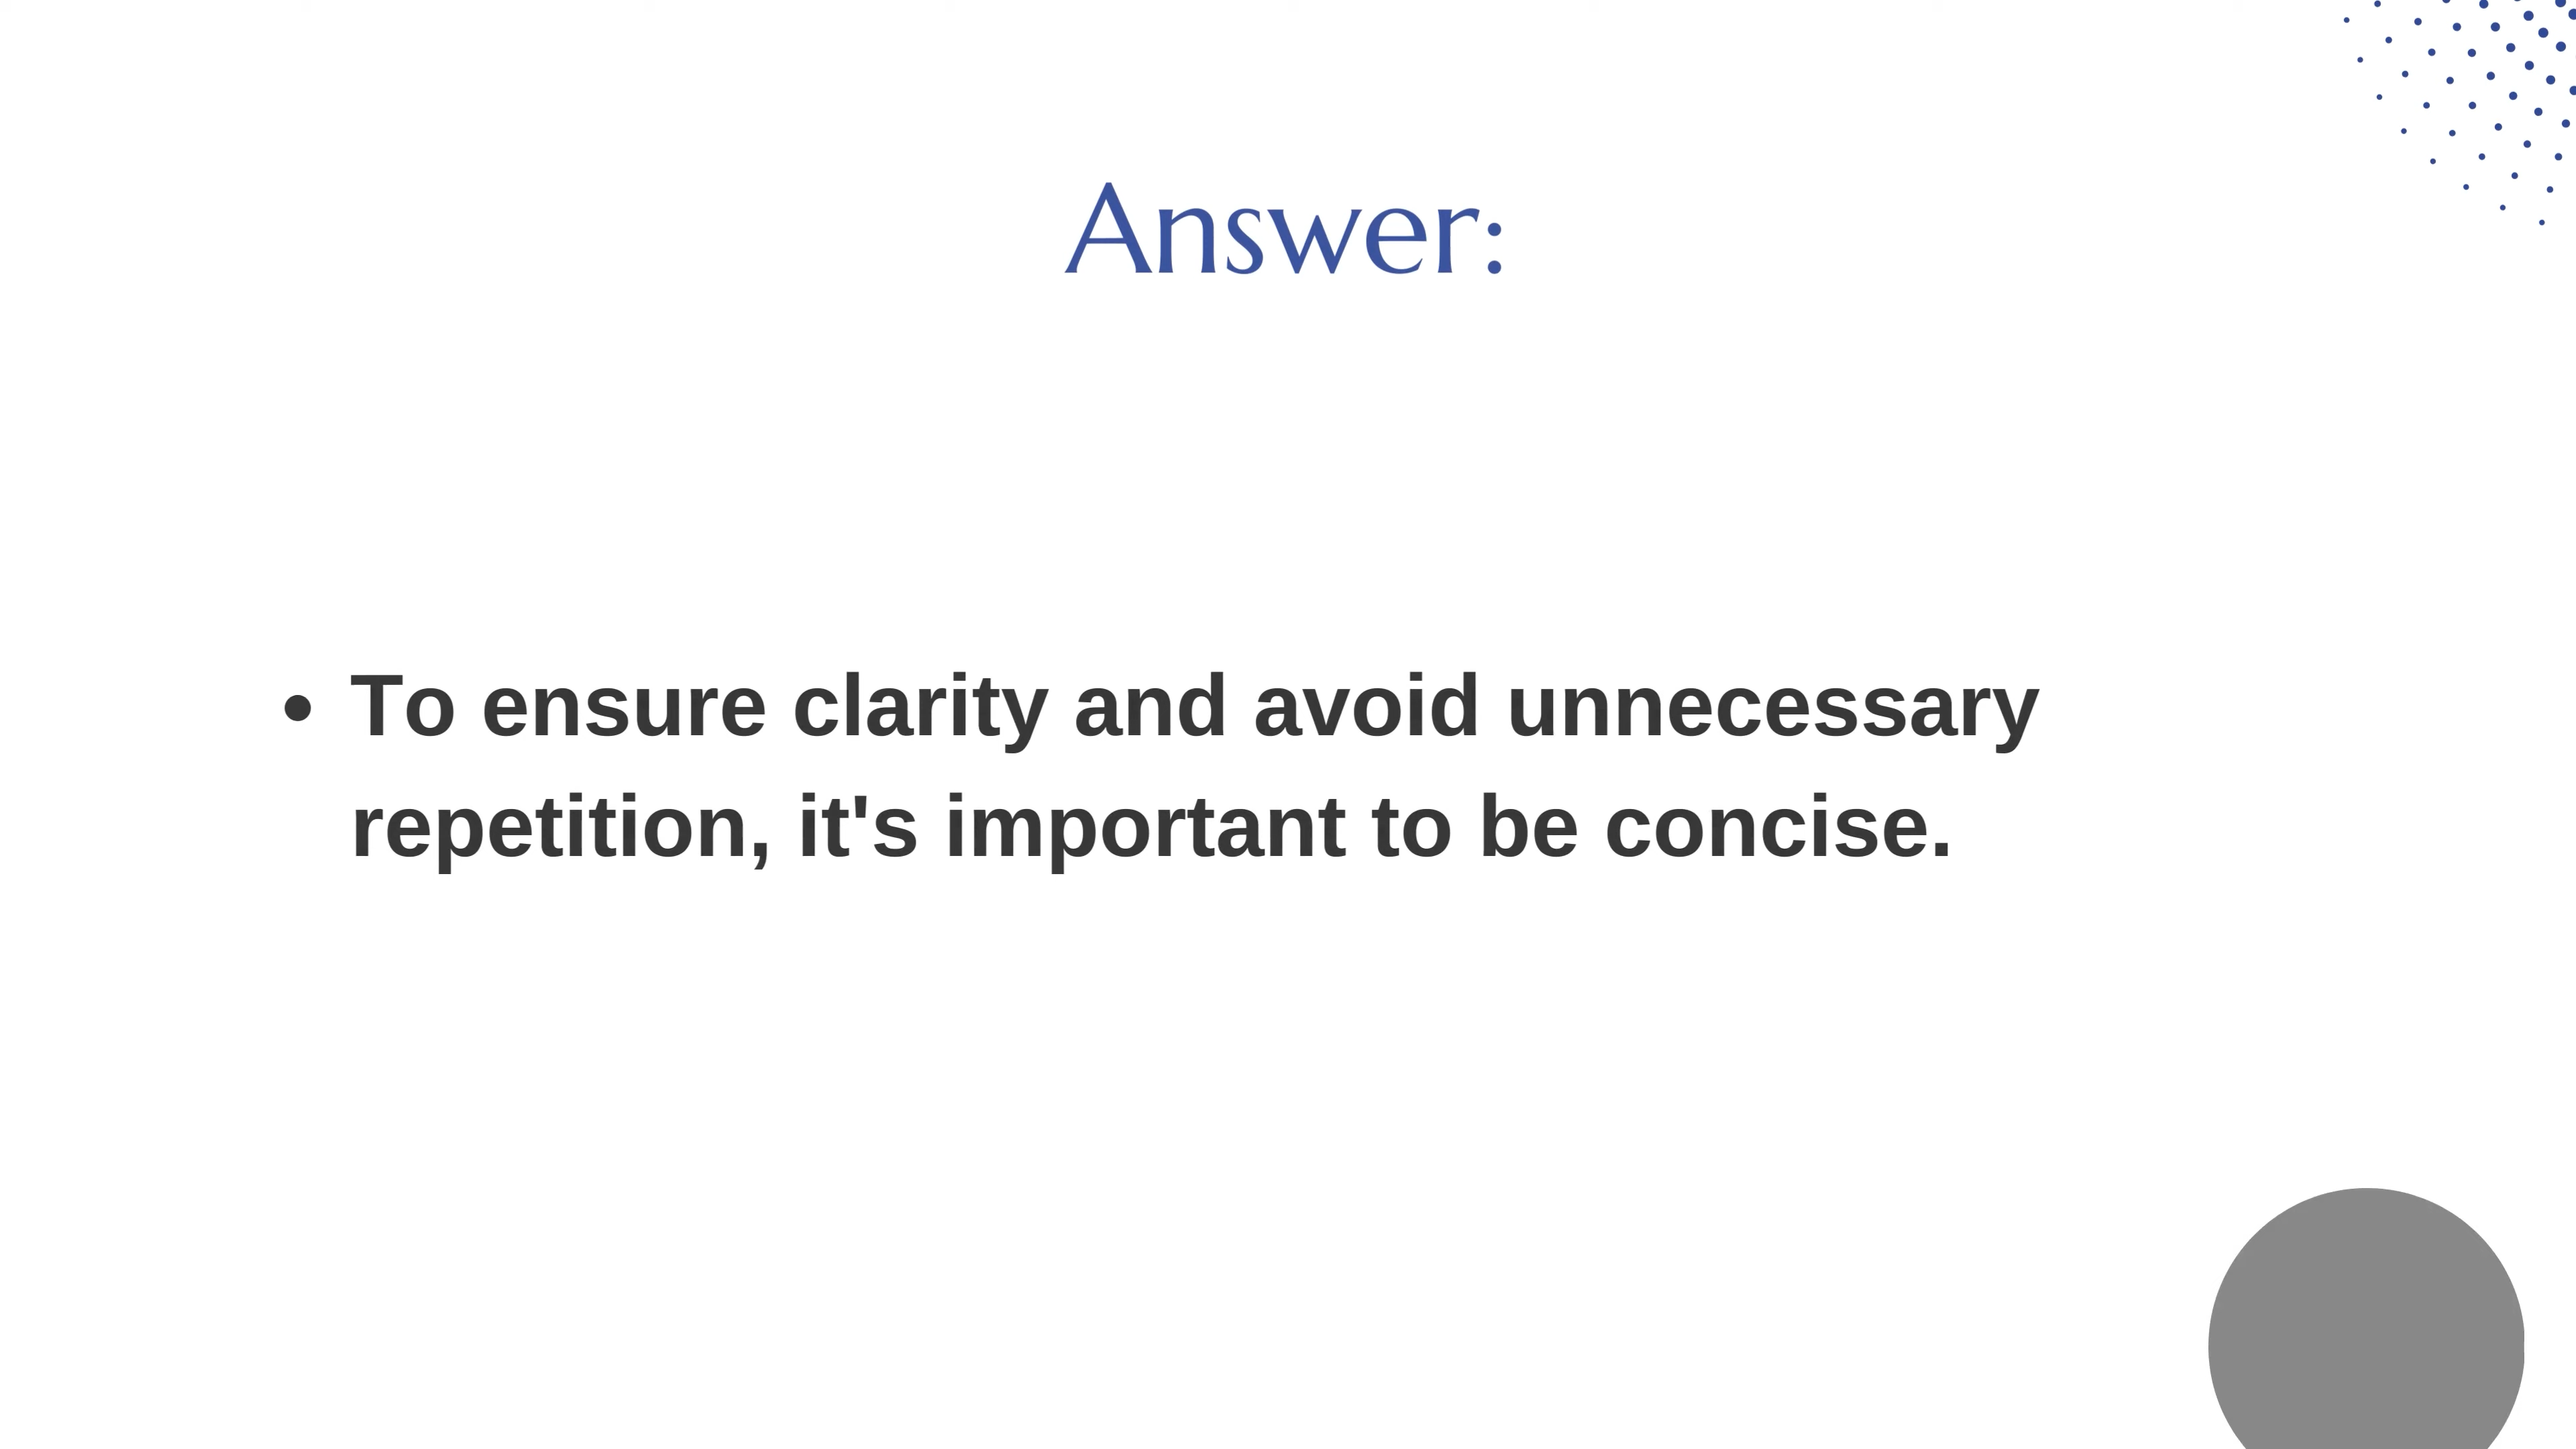 Answer:
• To ensure clarity and avoid unnecessary
repetition, it's important to be concise.